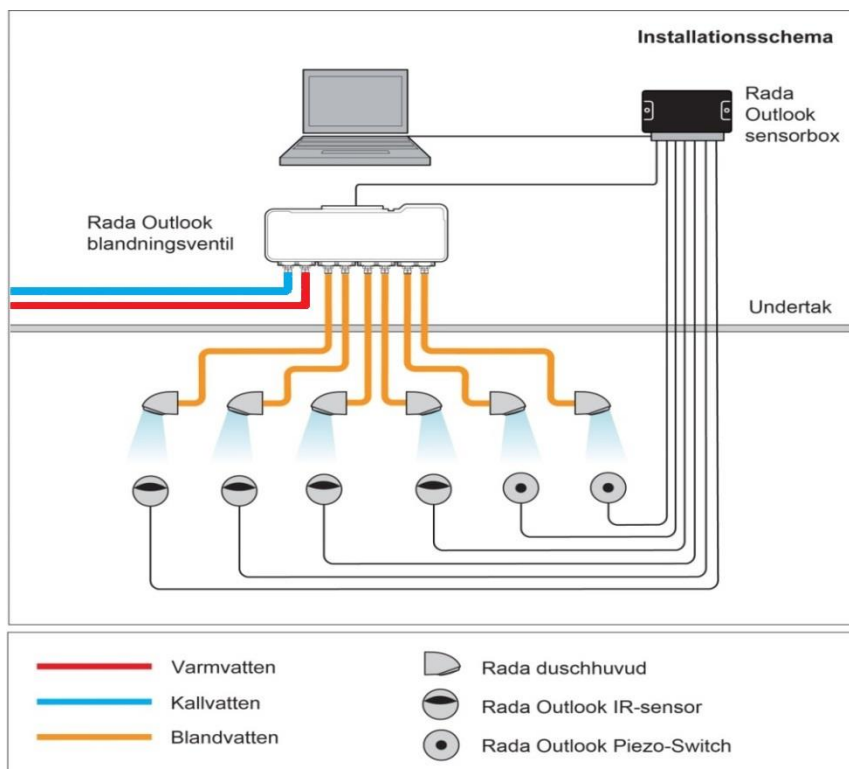 Installationsschema
Rada
Outlook
sensorbox
Rada Outlook
blandningsventil
Undertak
Varmvatten
Kallvatten
Blandvatten
Rada duschhuvud
Rada Outlook IR-sensor
Rada Outlook Piezo-Switch